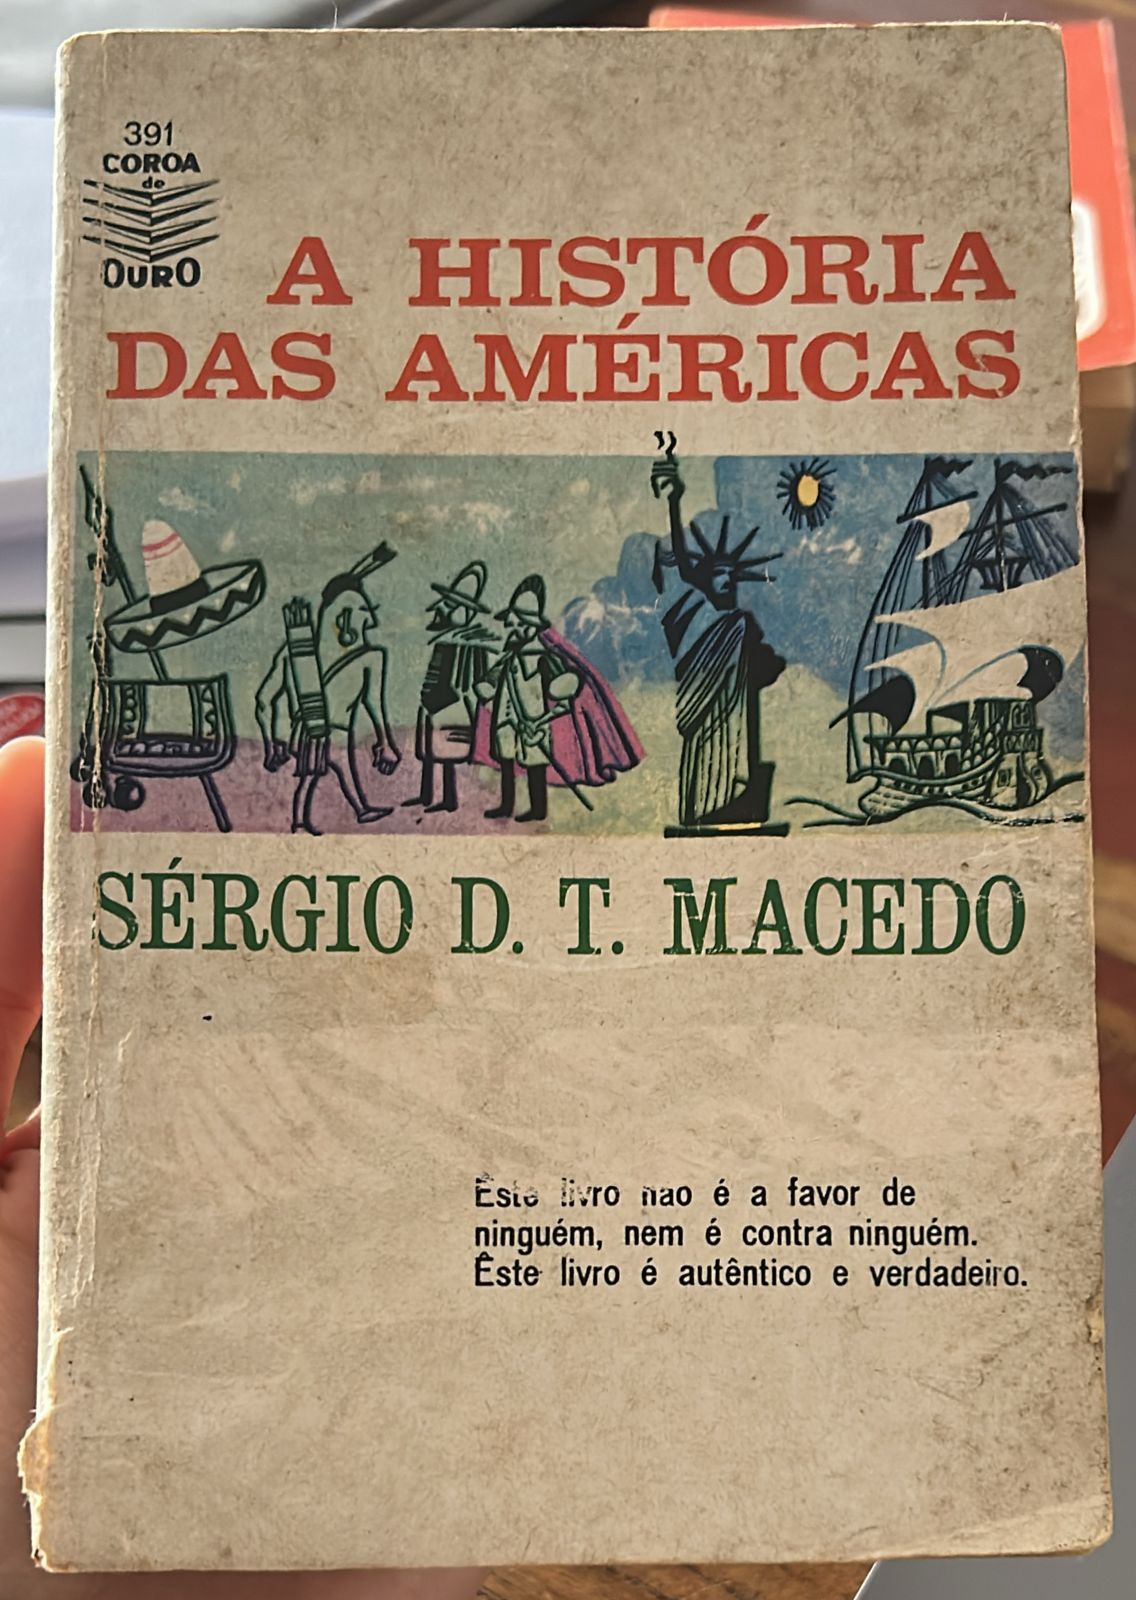 391
COROA
de
OURO
A HISTÓRIA
DAS AMÉRICAS
SÉRGIO D. T. MACEDO
Êste livro não é a favor de
ninguém, nem é contra ninguém.
Êste livro é autêntico e verdadeiro.